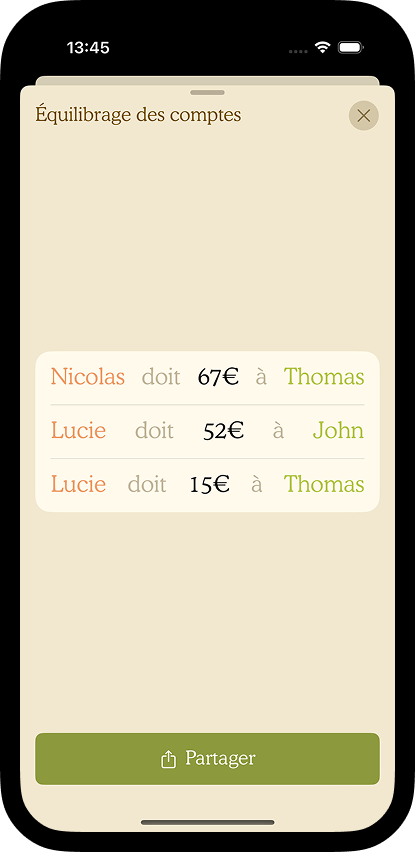 13:45
Équilibrage des comptes
Nicolas doit 67€ à Thomas
Lucie doit 52€ à John
Lucie doit 15€ à Thomas
Partager